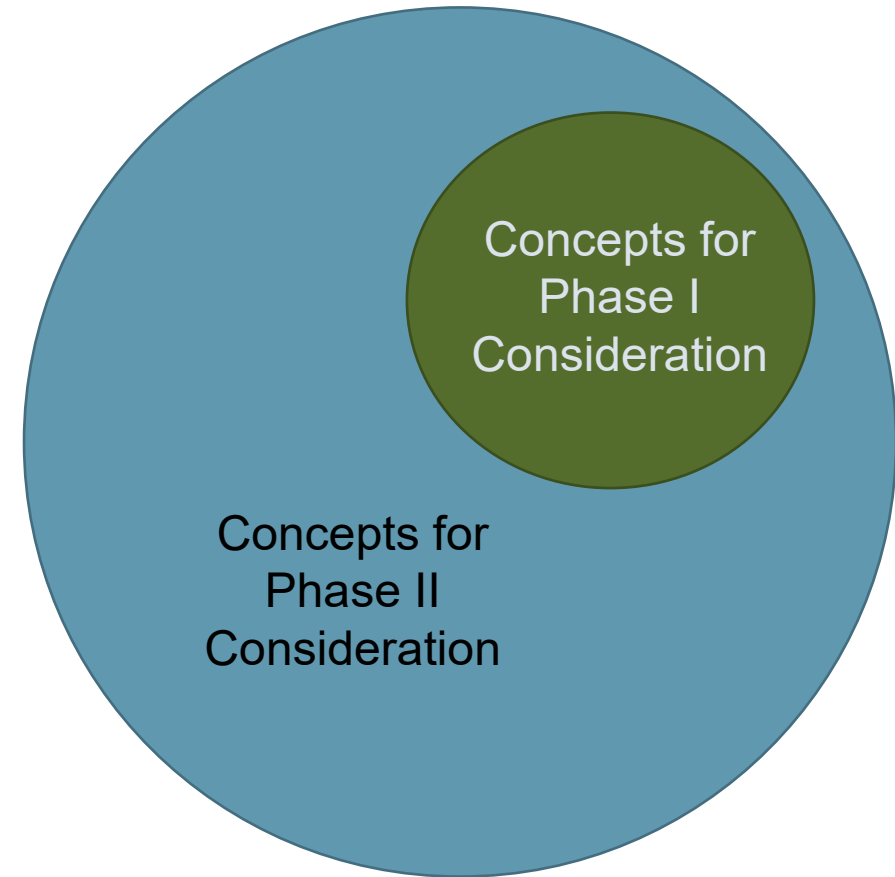 Concepts for
Phase I
Consideration
Concepts for
Phase II
Consideration